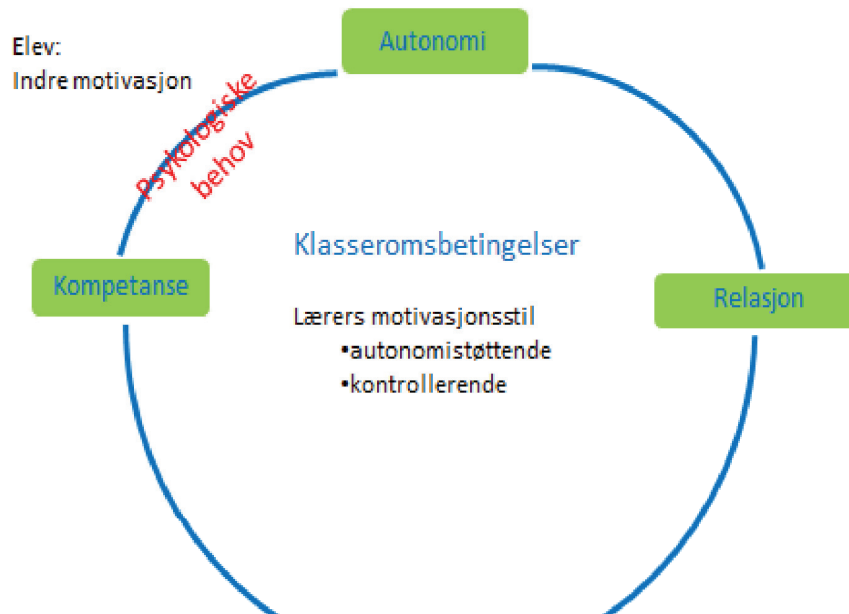 Elev:
Indre motivasjon
Autonomi
Psykologiske
behov
Kompetanse
Relasjon
Klasseromsbetingelser
Lærers motivasjonsstil
•autonomistøttende
•kontrollerende